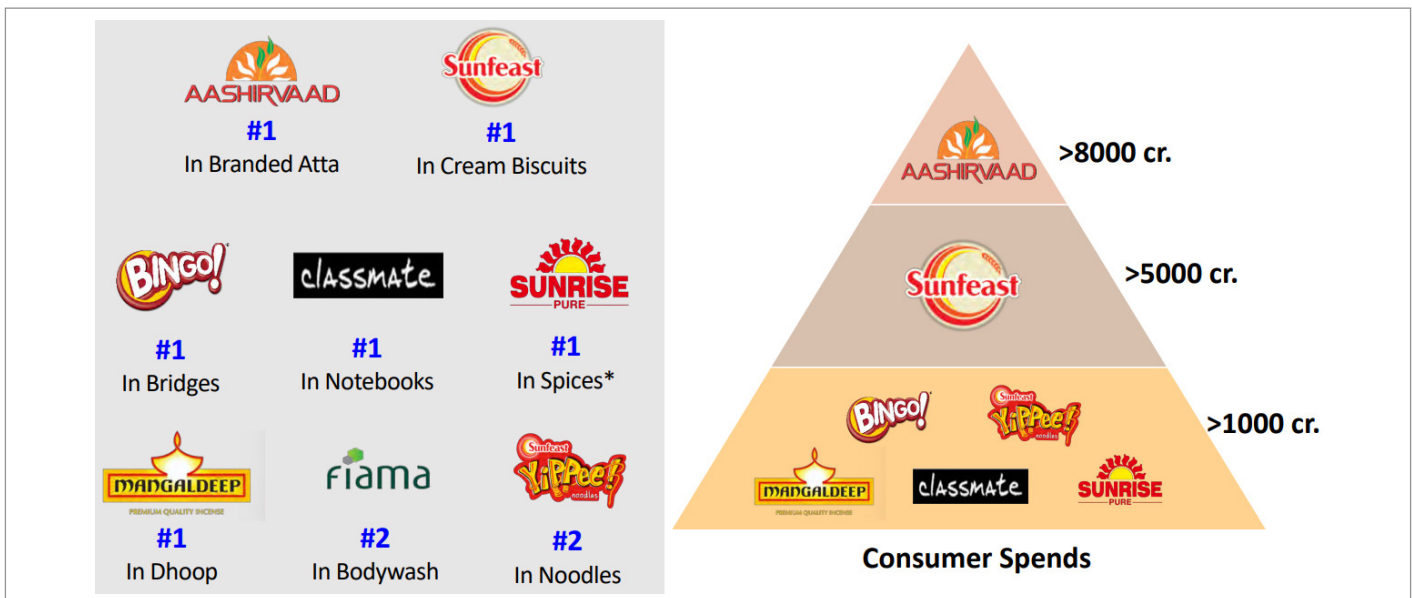 AASHIRVAAD
#1
In Branded Atta
Sunfeast
#1
In Cream Biscuits
BINGO!
#1
In Bridges
classmate
#1
In Notebooks
SUNRISE
PURE
#1
In Spices*
MANGALDEEP
PREMIUM QUALITY INCENSE
#1
In Dhoop
fiama
#2
In Bodywash
Sunfeast
YiPPee!
noodles
#2
In Noodles
AASHIRVAAD
>8000 cr.
Sunfeast
>5000 cr.
BINGO!
Sunfeast
YiPPee!
noodles
>1000 cr.
MANGALDEEP
PREMIUM QUALITY INCENSE
classmate
SUNRISE
PURE
Consumer Spends